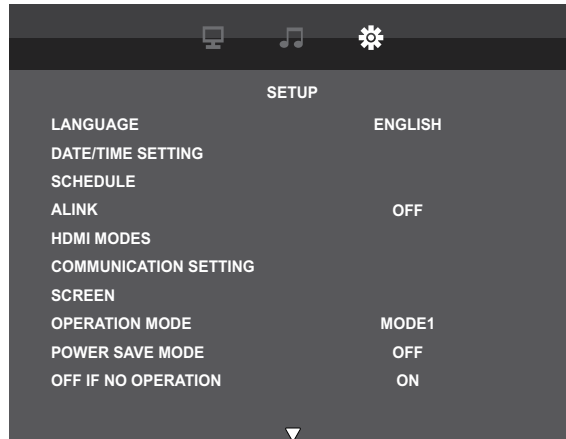 SETUP
LANGUAGE ENGLISH
DATE/TIME SETTING
SCHEDULE
ALINK OFF
HDMI MODES
COMMUNICATION SETTING
SCREEN
OPERATION MODE MODE1
POWER SAVE MODE OFF
OFF IF NO OPERATION ON